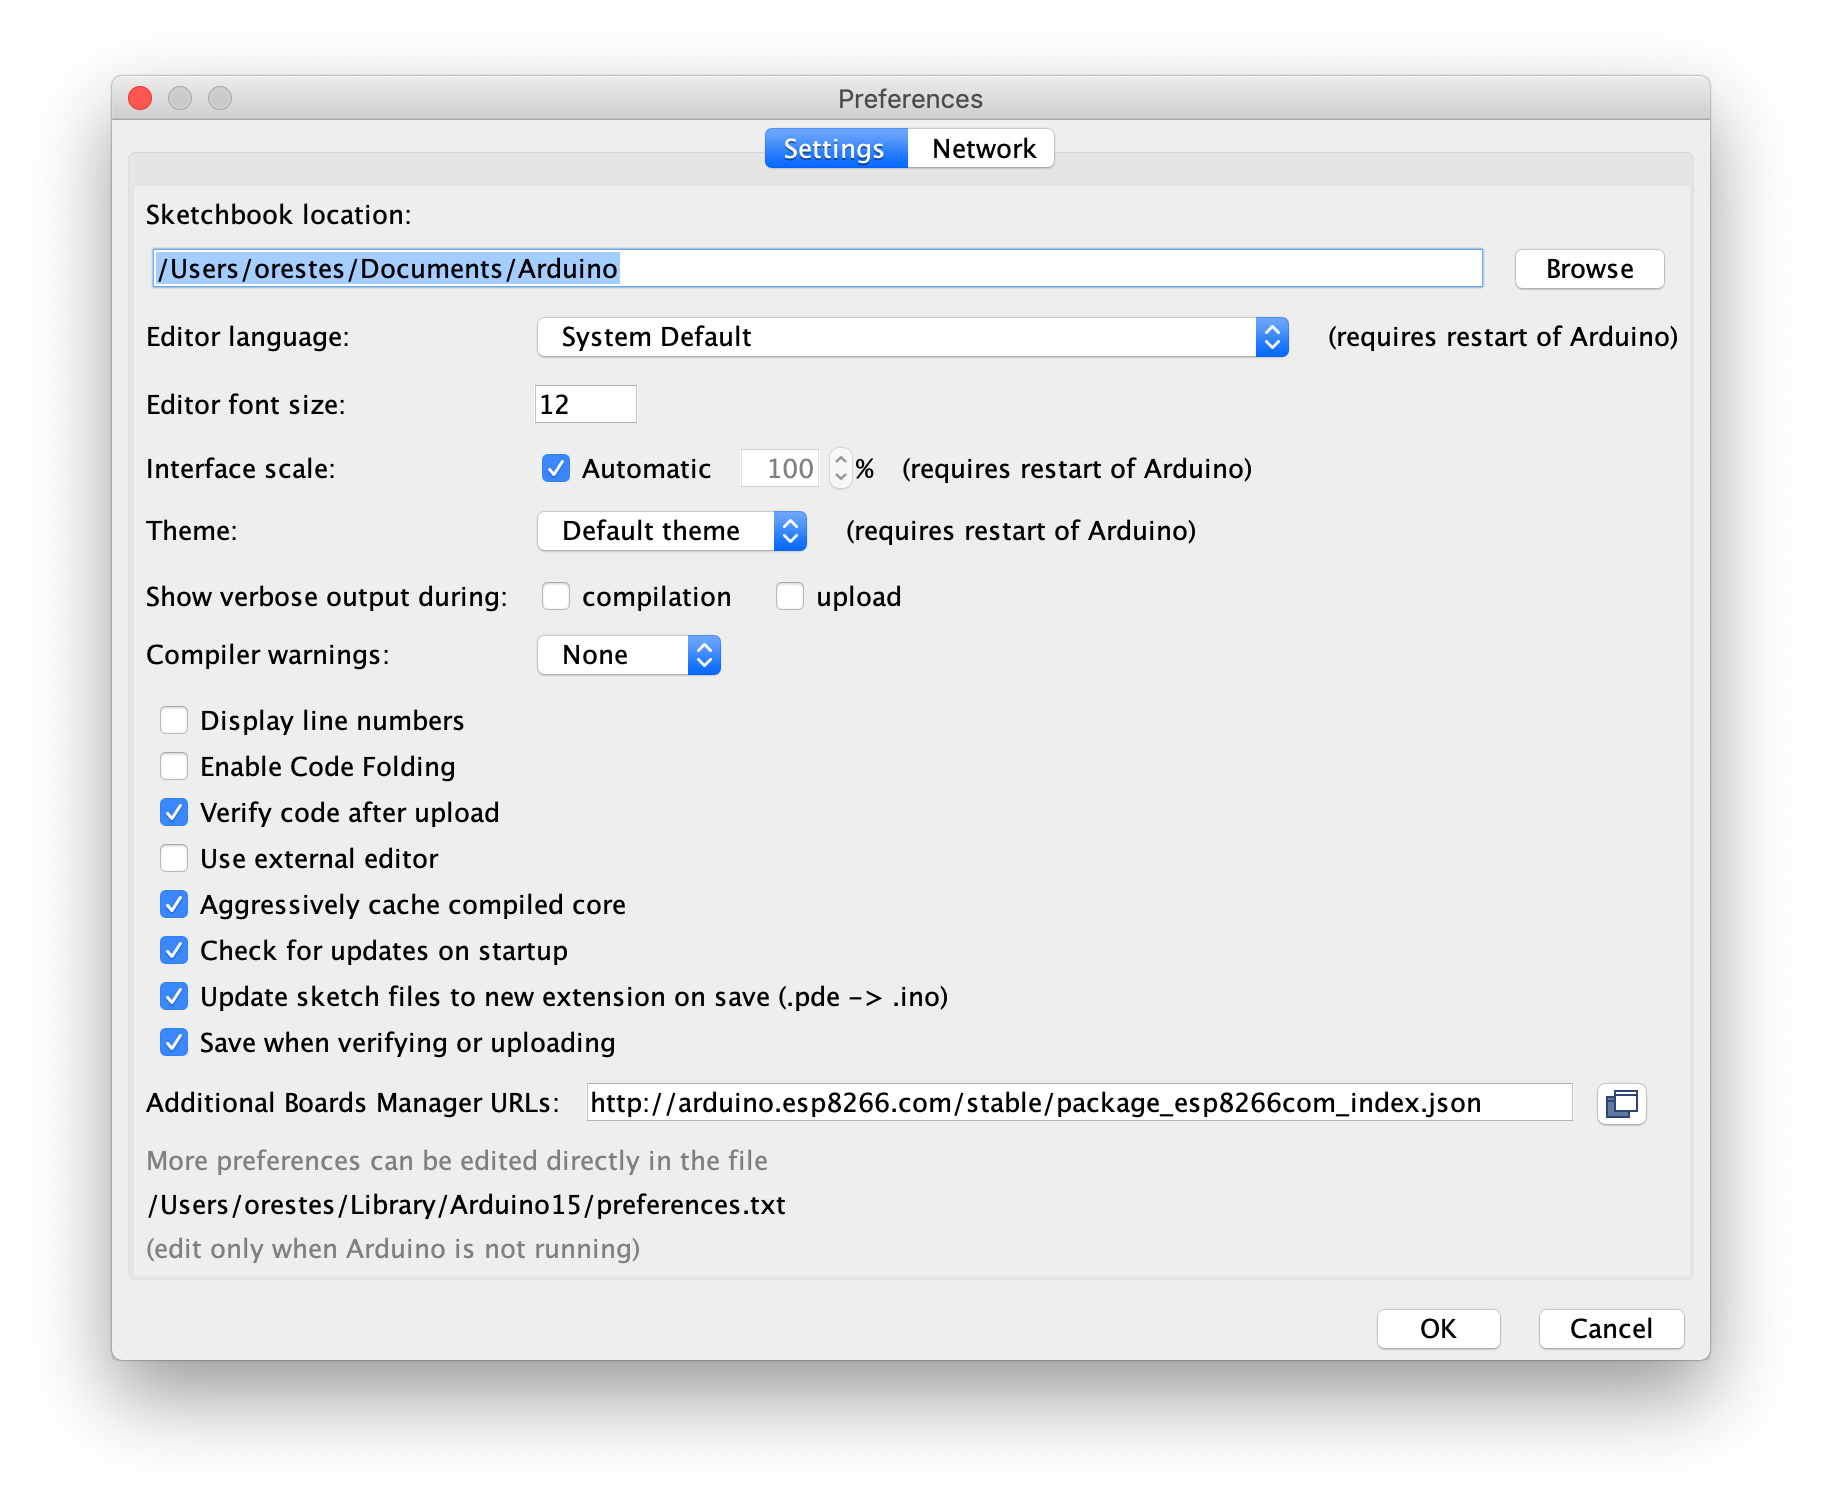 Preferences
Settings Network
Sketchbook location:
/Users/orestes/Documents/Arduino Browse
Editor language: System Default (requires restart of Arduino)
Editor font size: 12
Interface scale: Automatic 100 % (requires restart of Arduino)
Theme: Default theme (requires restart of Arduino)
Show verbose output during: compilation upload
Compiler warnings: None
Display line numbers
Enable Code Folding
Verify code after upload
Use external editor
Aggressively cache compiled core
Check for updates on startup
Update sketch files to new extension on save (.pde -> .ino)
Save when verifying or uploading
Additional Boards Manager URLs: http://arduino.esp8266.com/stable/package_esp8266com_index.json
More preferences can be edited directly in the file
/Users/orestes/Library/Arduino15/preferences.txt
(edit only when Arduino is not running)
OK Cancel